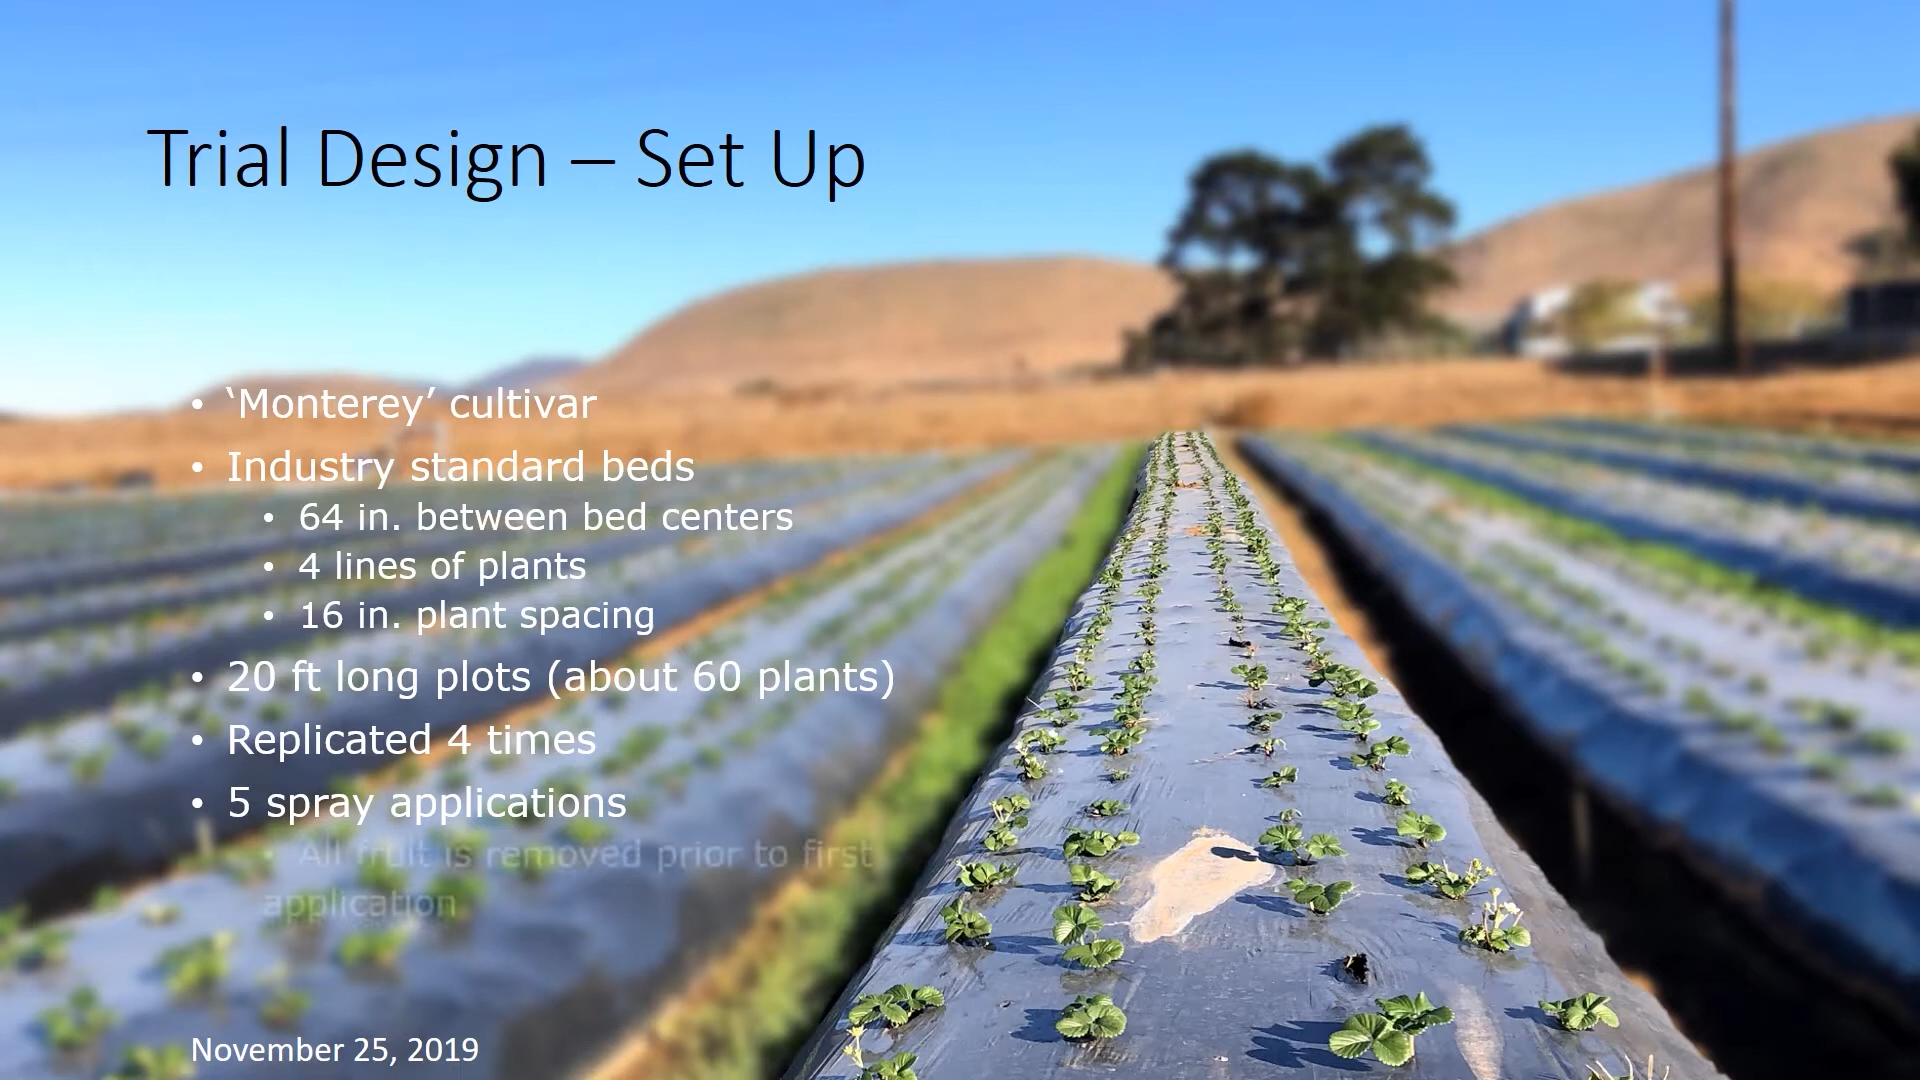 Trial Design – Set Up
• ‘Monterey’ cultivar
• Industry standard beds
• 64 in. between bed centers
• 4 lines of plants
• 16 in. plant spacing
• 20 ft long plots (about 60 plants)
• Replicated 4 times
• 5 spray applications
• All fruit is removed prior to first
application
November 25, 2019